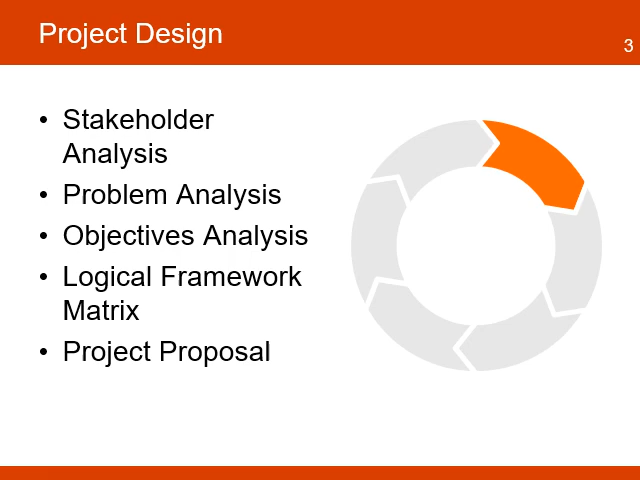 Project Design
3
• Stakeholder
Analysis
• Problem Analysis
• Objectives Analysis
• Logical Framework
Matrix
• Project Proposal